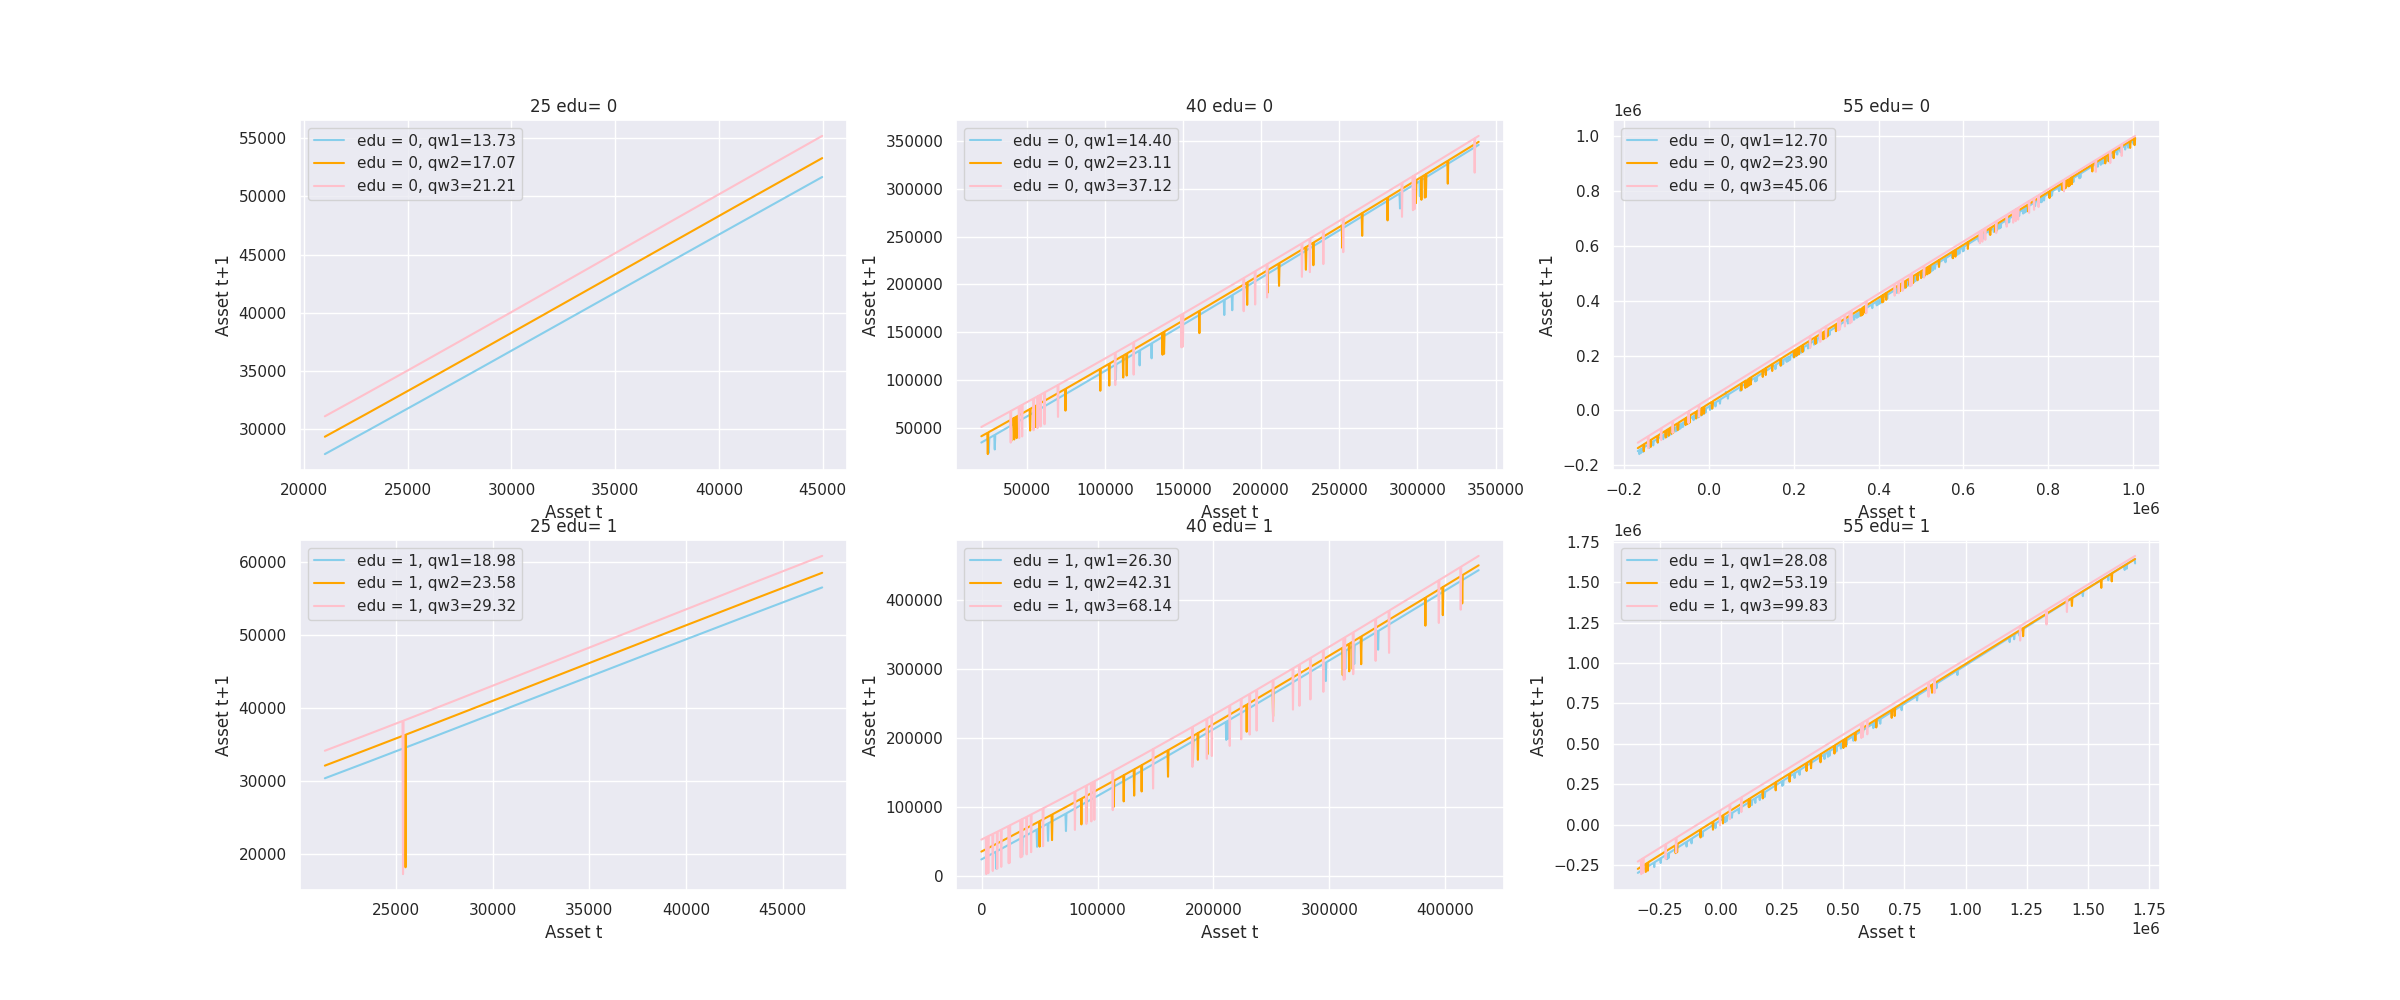 25 edu= 0
edu = 0, qw1=13.73
edu = 0, qw2=17.07
edu = 0, qw3=21.21
55000
50000
45000
40000
35000
30000
Asset t+1
20000 25000 30000 35000 40000 45000
Asset t
40 edu= 0
edu = 0, qw1=14.40
edu = 0, qw2=23.11
edu = 0, qw3=37.12
350000
300000
250000
200000
150000
100000
50000
Asset t+1
50000 100000 150000 200000 250000 300000 350000
Asset t
55 edu= 0
1e6
edu = 0, qw1=12.70
edu = 0, qw2=23.90
edu = 0, qw3=45.06
1.0
0.8
0.6
0.4
0.2
0.0
−0.2
Asset t+1
−0.2 0.0 0.2 0.4 0.6 0.8 1.0
1e6
Asset t
25 edu= 1
edu = 1, qw1=18.98
edu = 1, qw2=23.58
edu = 1, qw3=29.32
60000
50000
40000
30000
20000
Asset t+1
25000 30000 35000 40000 45000
Asset t
40 edu= 1
edu = 1, qw1=26.30
edu = 1, qw2=42.31
edu = 1, qw3=68.14
400000
300000
200000
100000
0
Asset t+1
0 100000 200000 300000 400000
Asset t
55 edu= 1
1e6
edu = 1, qw1=28.08
edu = 1, qw2=53.19
edu = 1, qw3=99.83
1.75
1.50
1.25
1.00
0.75
0.50
0.25
0.00
−0.25
Asset t+1
−0.25 0.00 0.25 0.50 0.75 1.00 1.25 1.50 1.75
1e6
Asset t